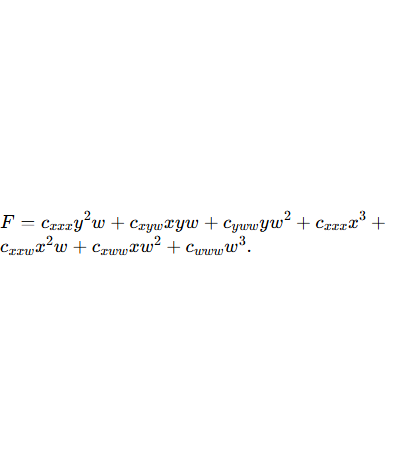 F = c_{xxx}y^2w + c_{xyw}xyw + c_{yww}yw^2 + c_{xxx}x^3 +
c_{xxw}x^2w + c_{xww}xw^2 + c_{www}w^3.